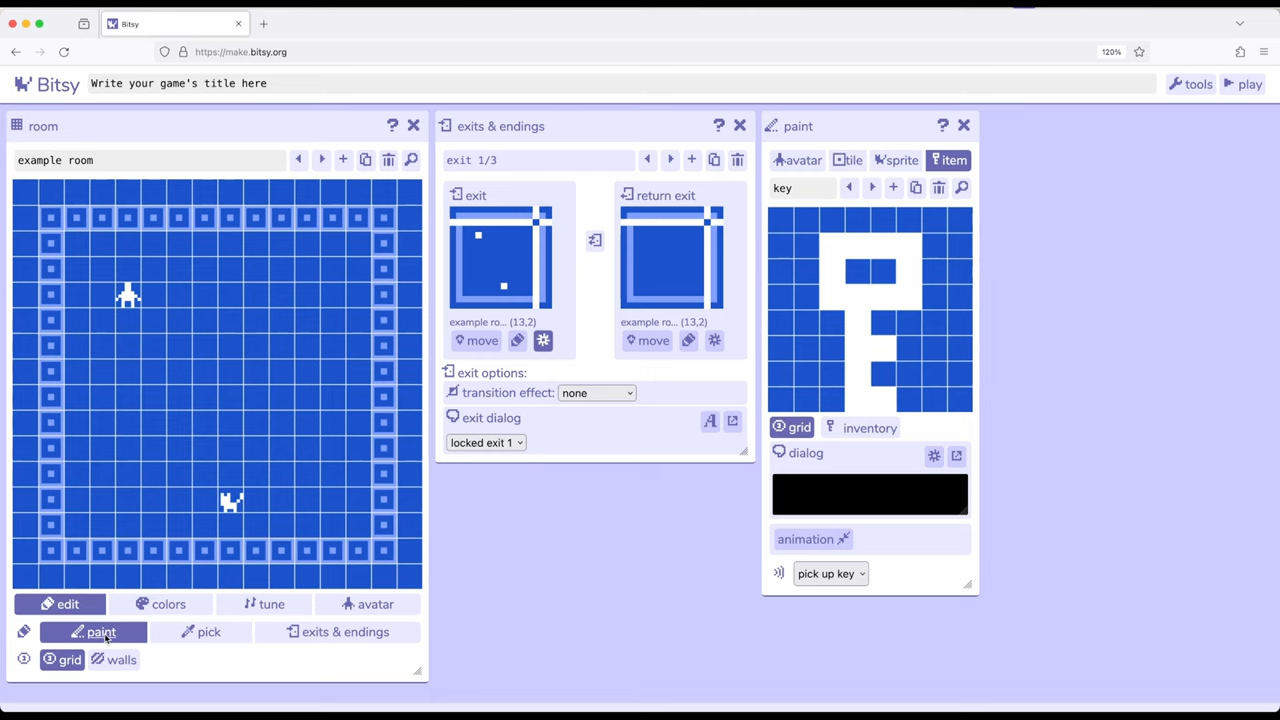 Bitsy
https://make.bitsy.org
120%
Bitsy
Write your game's title here
tools
play
room
?
example room
edit
colors
tune
avatar
paint
pick
exits & endings
grid
walls
exits & endings
?
exit 1/3
exit
return exit
example ro... (13,2)
example ro... (13,2)
move
move
exit options:
transition effect:
none
exit dialog
A
locked exit 1
paint
?
avatar
tile
sprite
item
key
grid
inventory
dialog
animation
pick up key